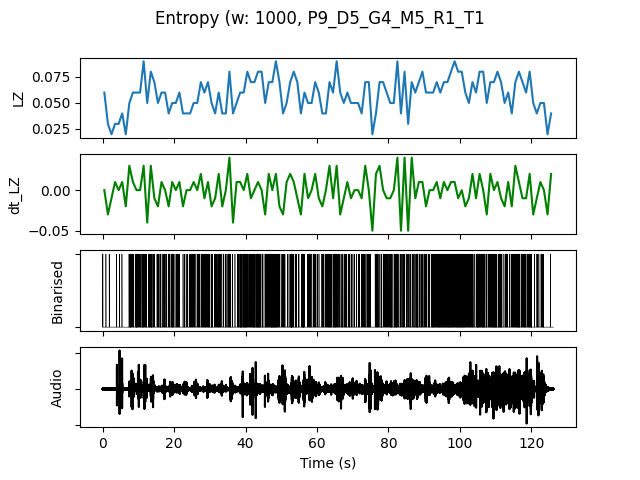 Entropy (w: 1000, P9_D5_G4_M5_R1_T1
LZ
0.075
0.050
0.025
dt_LZ
0.00
−0.05
Binarised
Audio
0 20 40 60 80 100 120
Time (s)